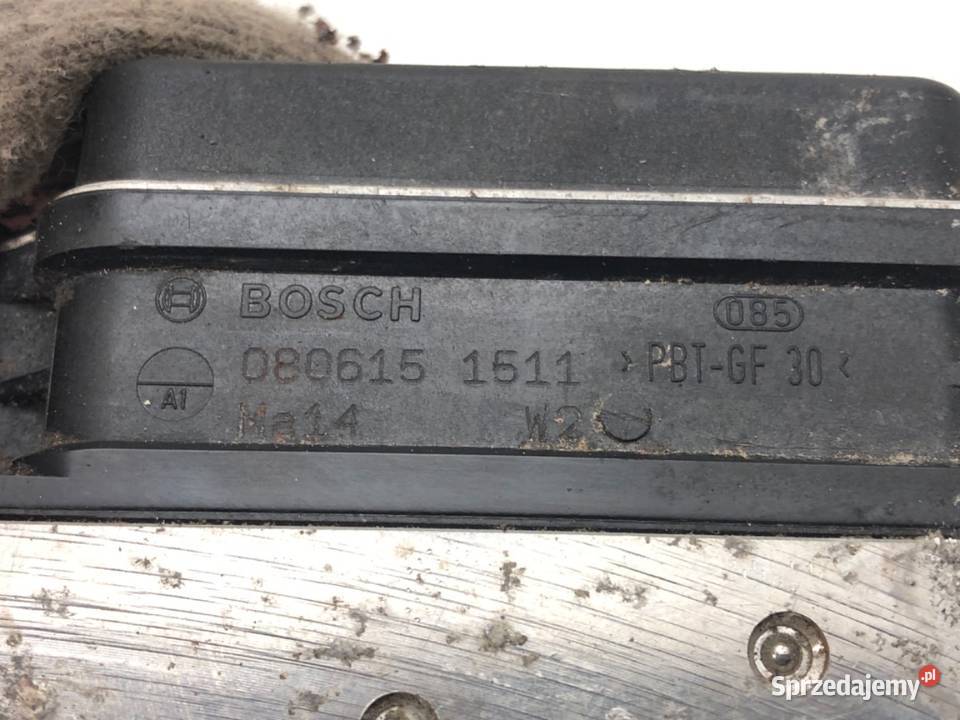 BOSCH 085
080615 1511 >PBT-GF 30<
A1
Ma14 W2
Sprzedajemy.pl